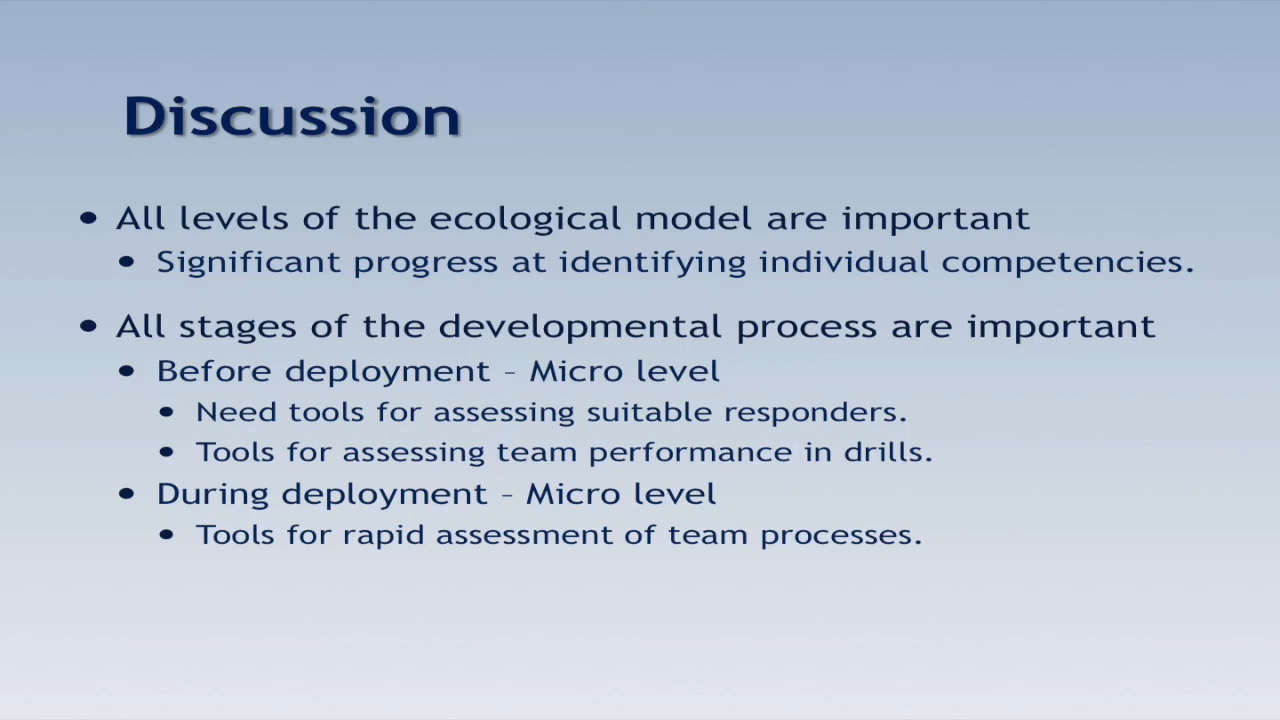 Discussion
• All levels of the ecological model are important
• Significant progress at identifying individual competencies.
• All stages of the developmental process are important
• Before deployment – Micro level
• Need tools for assessing suitable responders.
• Tools for assessing team performance in drills.
• During deployment – Micro level
• Tools for rapid assessment of team processes.